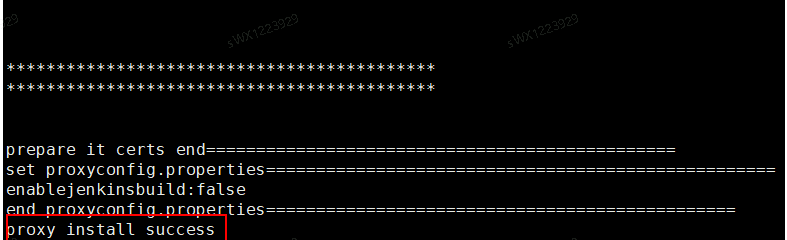 sWX1223929
sWX1223929
*******************************************
*******************************************
prepare it certs end===============================================
set proxyconfig.properties===================================================
enablejenkinsbuild:false
end proxyconfig.properties===============================================
proxy install success